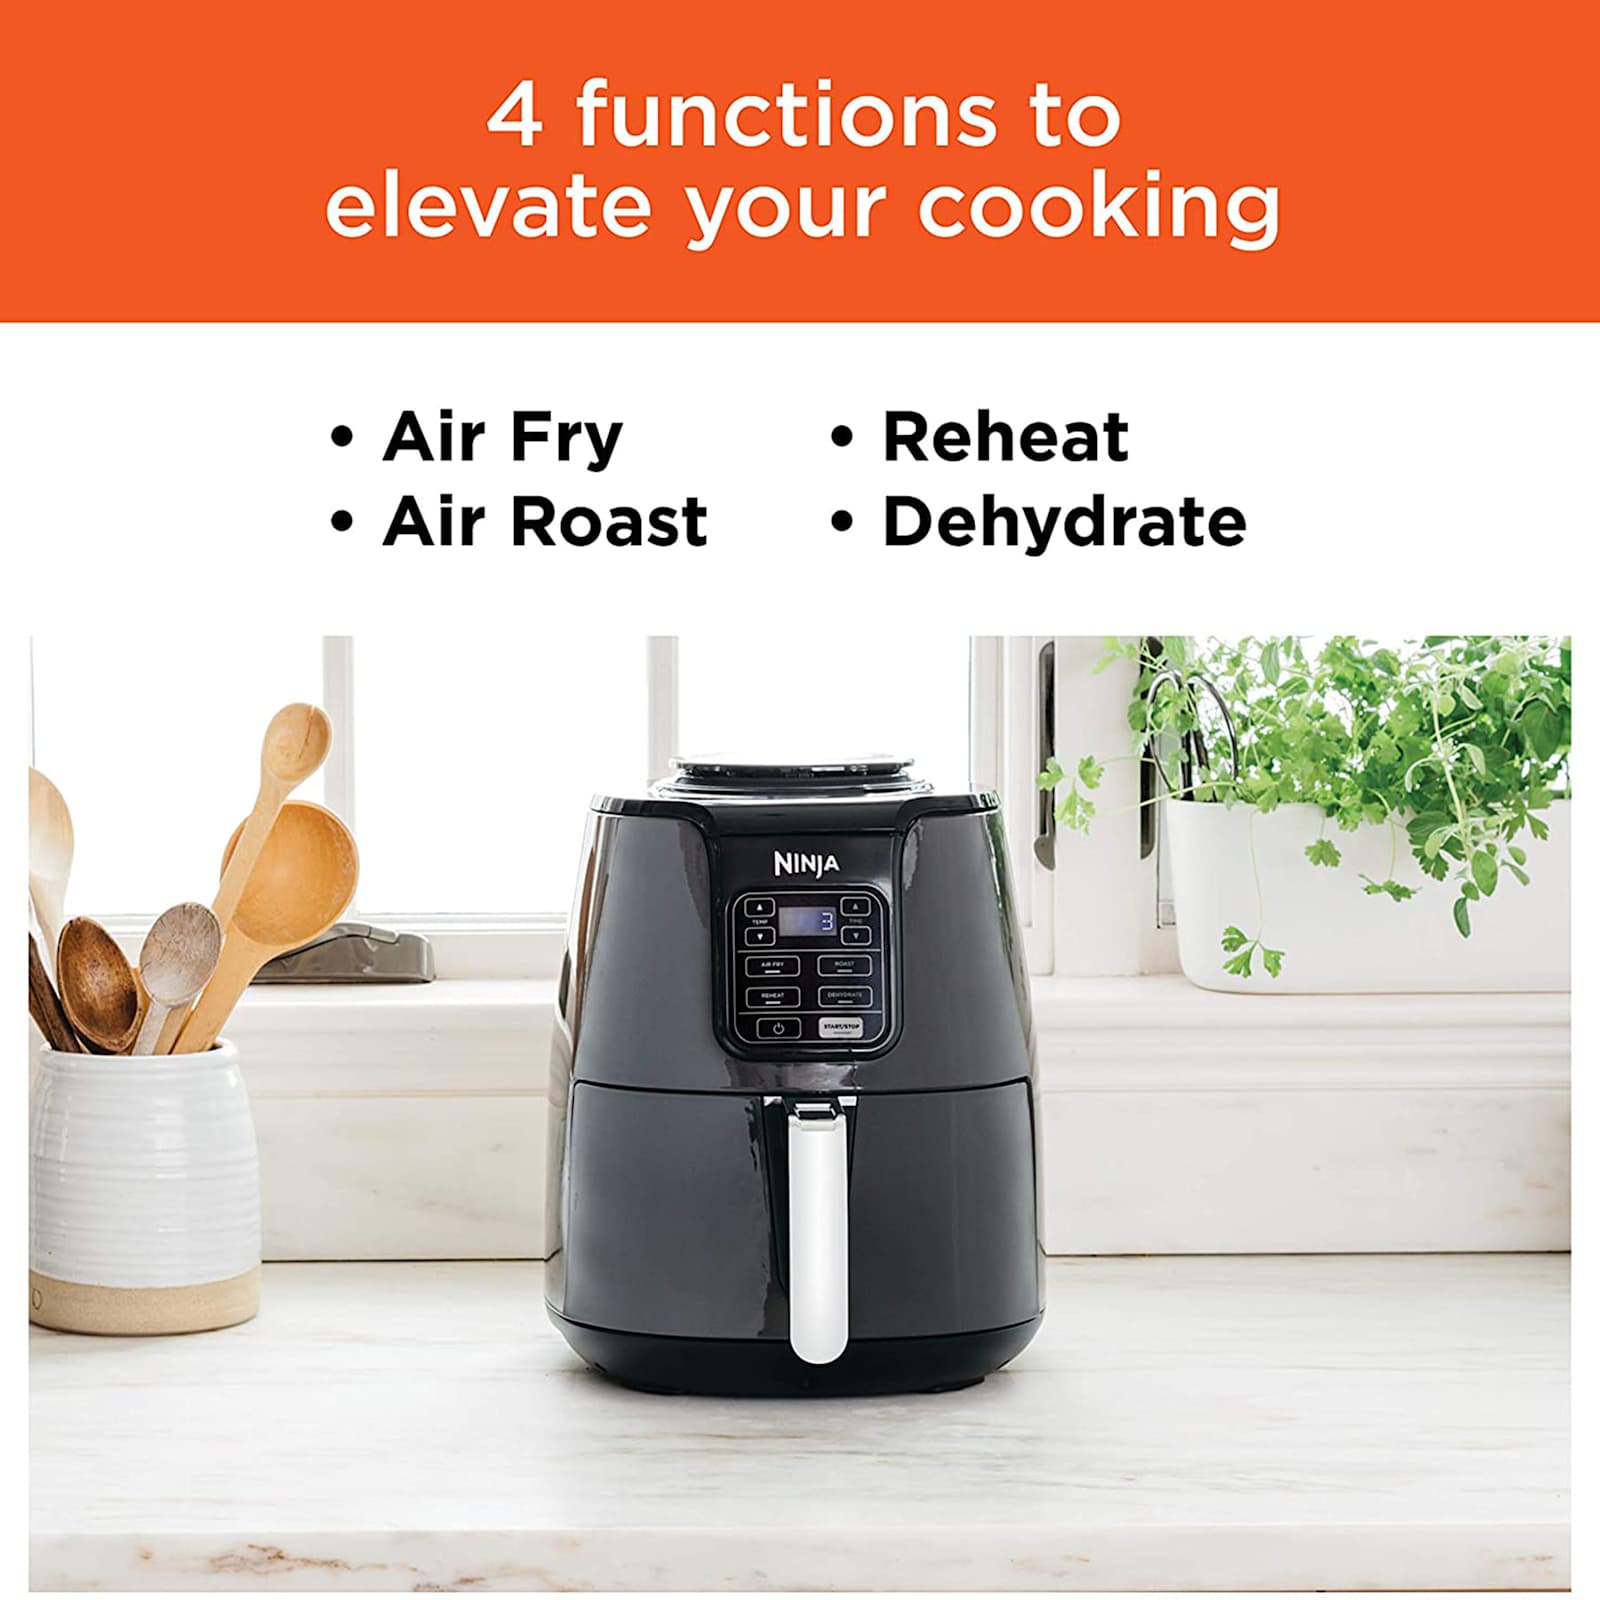 4 functions to
elevate your cooking
• Air Fry
• Air Roast
• Reheat
• Dehydrate
NINJA
3
TEMP
TIME
AIR FRY
ROAST
REHEAT
DEHYDRATE
START/STOP